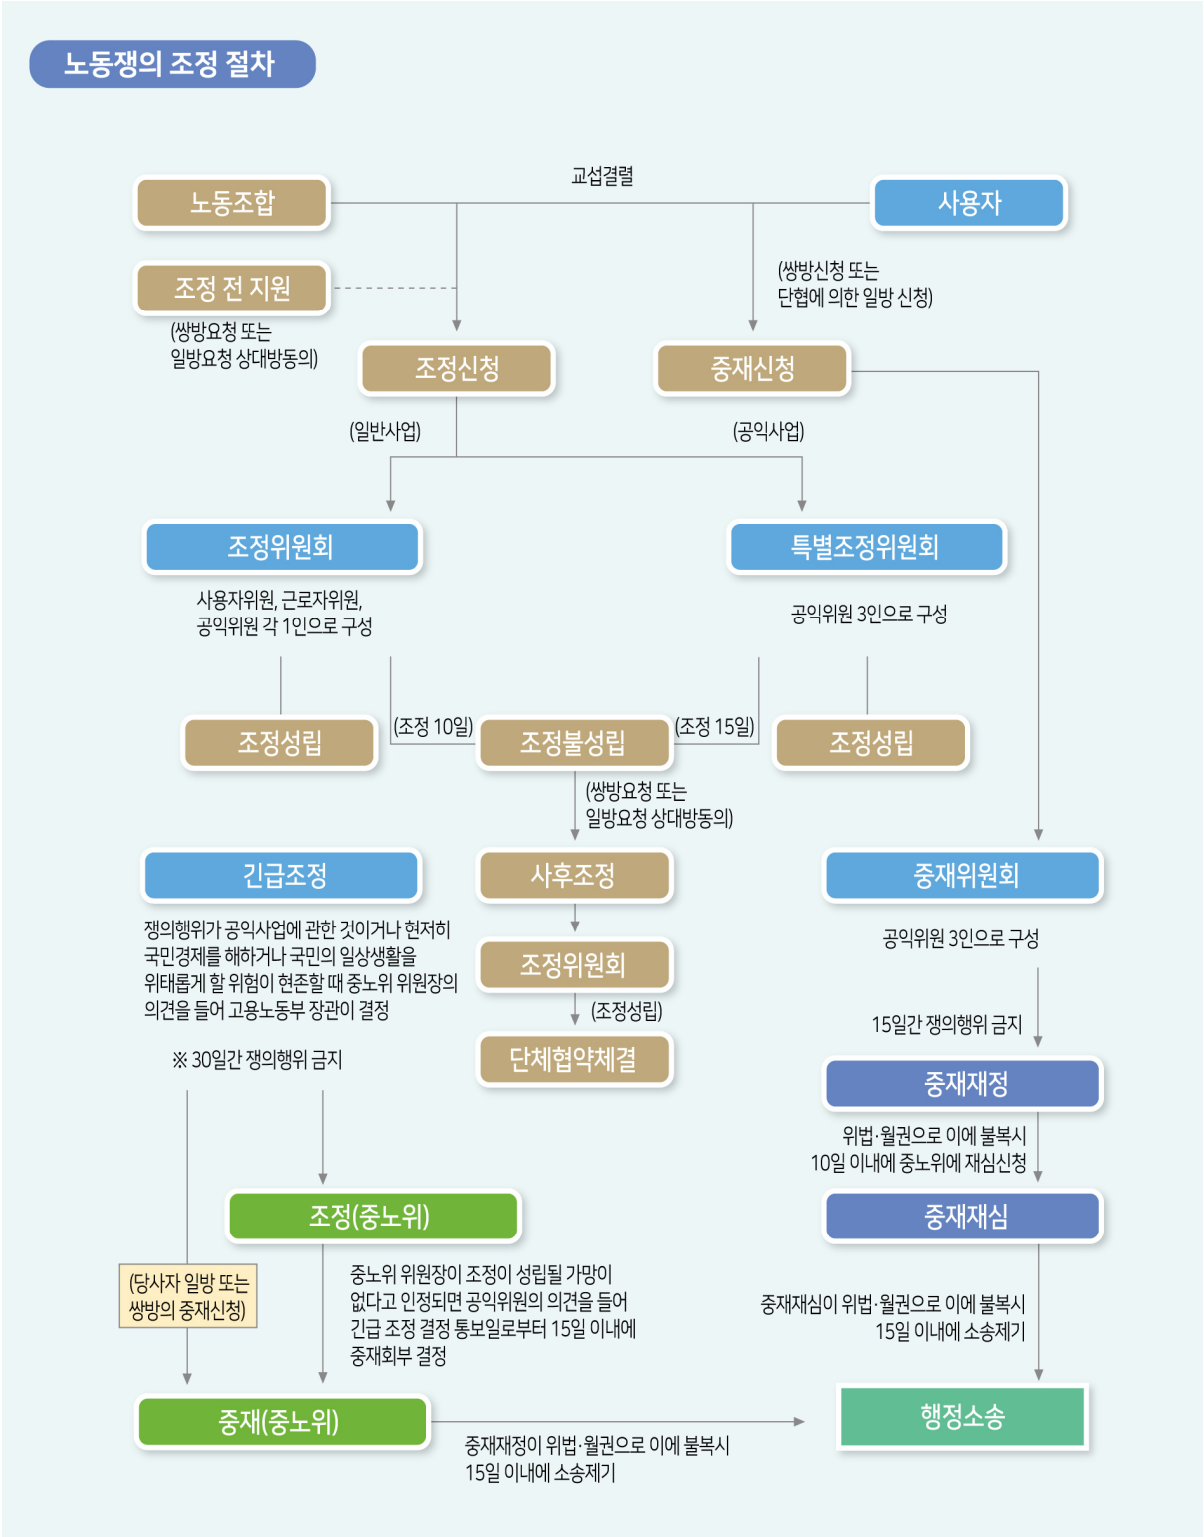 노동쟁의 조정 절차
교섭결렬
노동조합
사용자
조정 전 지원
(쌍방요청 또는
일방요청 상대방동의)
(쌍방신청 또는
단협에 의한 일방 신청)
조정신청
중재신청
(일반사업)
(공익사업)
조정위원회
특별조정위원회
사용자위원, 근로자위원,
공익위원 각 1인으로 구성
공익위원 3인으로 구성
조정성립
(조정 10일)
조정불성립
(조정 15일)
조정성립
(쌍방요청 또는
일방요청 상대방동의)
긴급조정
사후조정
중재위원회
쟁의행위가 공익사업에 관한 것이거나 현저히
국민경제를 해하거나 국민의 일상생활을
위태롭게 할 위험이 현존할 때 중노위 위원장의
의견을 들어 고용노동부 장관이 결정
※ 30일간 쟁의행위 금지
조정위원회
(조정성립)
단체협약체결
공익위원 3인으로 구성
15일간 쟁의행위 금지
중재재정
위법·월권으로 이에 불복시
10일 이내에 중노위에 재심신청
조정(중노위)
중재재심
(당사자 일방 또는
쌍방의 중재신청)
중노위 위원장이 조정이 성립될 가망이
없다고 인정되면 공익위원의 의견을 들어
긴급 조정 결정 통보일로부터 15일 이내에
중재회부 결정
중재재심이 위법·월권으로 이에 불복시
15일 이내에 소송제기
중재(중노위)
행정소송
중재재정이 위법·월권으로 이에 불복시
15일 이내에 소송제기